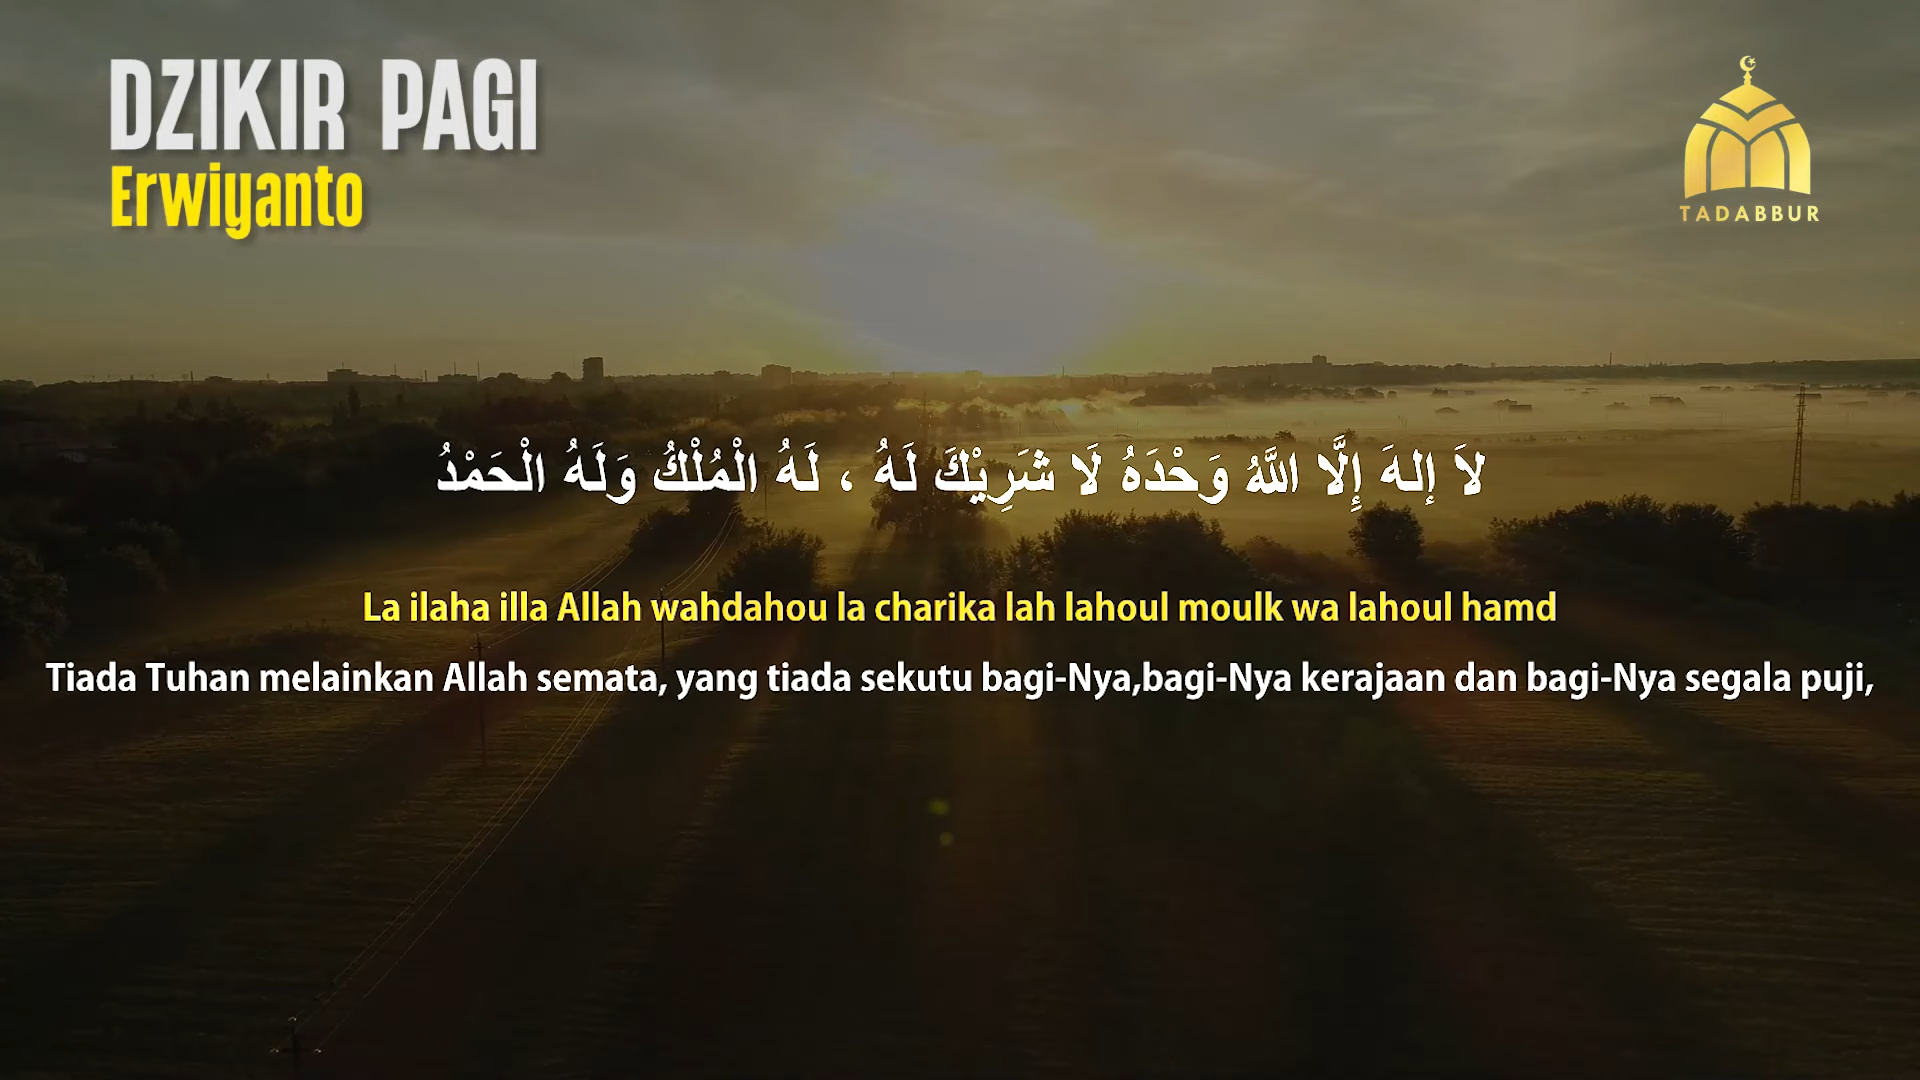 DZIKIR PAGI
Erwiyanto
TADABBUR
لاَ إلهَ إِلَّا اللَّهُ وَحْدَهُ لَا شَرِيْكَ لَهُ ، لَهُ الْمُلْكُ وَلَهُ الْحَمْدُ
La ilaha illa Allah wahdahou la charika lah lahoul moulk wa lahoul hamd
Tiada Tuhan melainkan Allah semata, yang tiada sekutu bagi-Nya,bagi-Nya kerajaan dan bagi-Nya segala puji,